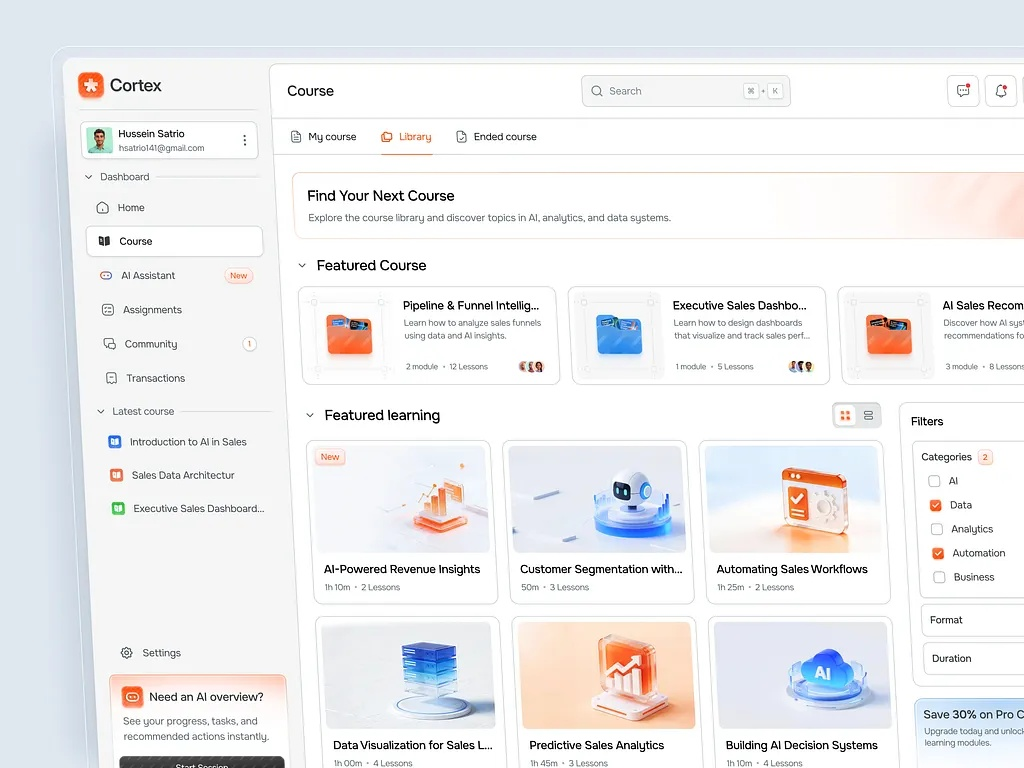 Cortex
Hussein Satrio
hsatrio141@gmail.com
Dashboard
Home
Course
AI Assistant
New
Assignments
Community
1
Transactions
Latest course
Introduction to AI in Sales
Sales Data Architectur
Executive Sales Dashboard...
Settings
Need an AI overview?
See your progress, tasks, and
recommended actions instantly.
Start Session
Course
Search
⌘ + K
My course
Library
Ended course
Find Your Next Course
Explore the course library and discover topics in AI, analytics, and data systems.
Featured Course
Pipeline & Funnel Intellig...
Learn how to analyze sales funnels
using data and AI insights.
2 module • 12 Lessons
Executive Sales Dashbo...
Learn how to design dashboards
that visualize and track sales perf...
1 module • 5 Lessons
AI Sales Recom
Discover how AI sys
recommendations fo
3 module • 8 Lessons
Featured learning
New
AI-Powered Revenue Insights
1h 10m • 2 Lessons
Customer Segmentation with...
50m • 3 Lessons
Automating Sales Workflows
1h 25m • 2 Lessons
Data Visualization for Sales L...
1h 00m • 4 Lessons
Predictive Sales Analytics
1h 45m • 3 Lessons
AI
Building AI Decision Systems
1h 10m • 4 Lessons
Filters
Categories 2
AI
Data
Analytics
Automation
Business
Format
Duration
Save 30% on Pro C
Upgrade today and unlock
learning modules.